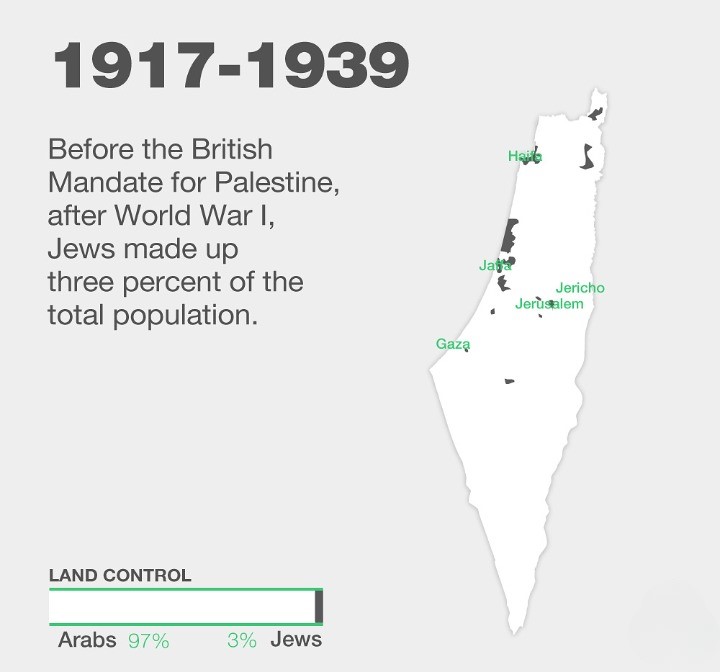 1917-1939
Before the British
Mandate for Palestine,
after World War I,
Jews made up
three percent of the
total population.
Haifa
Jaffa
Jericho
Jerusalem
Gaza
LAND CONTROL
Arabs 97% 3% Jews